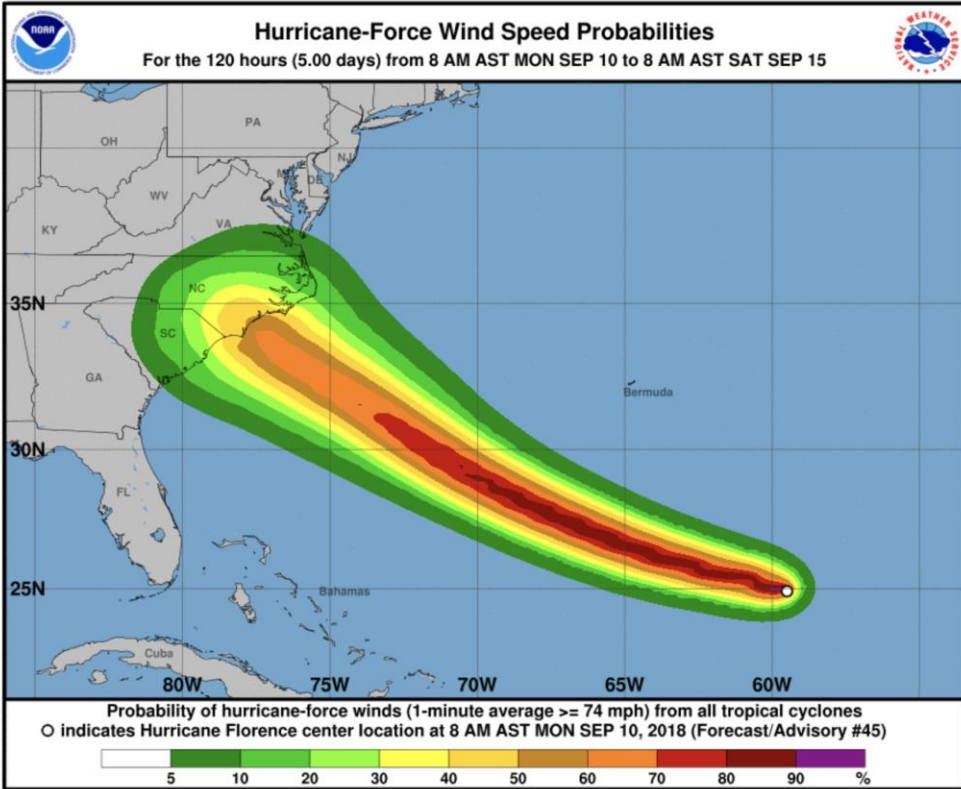 Hurricane-Force Wind Speed Probabilities
For the 120 hours (5.00 days) from 8 AM AST MON SEP 10 to 8 AM AST SAT SEP 15
NOAA
NATIONAL WEATHER SERVICE
PA
OH
NJ
DE
WV
KY
VA
NC
35N
SC
GA
Bermuda
30N
FL
25N
Bahamas
Cuba
80W 75W 70W 65W 60W
Probability of hurricane-force winds (1-minute average >= 74 mph) from all tropical cyclones
O indicates Hurricane Florence center location at 8 AM AST MON SEP 10, 2018 (Forecast/Advisory #45)
5 10 20 30 40 50 60 70 80 90 %